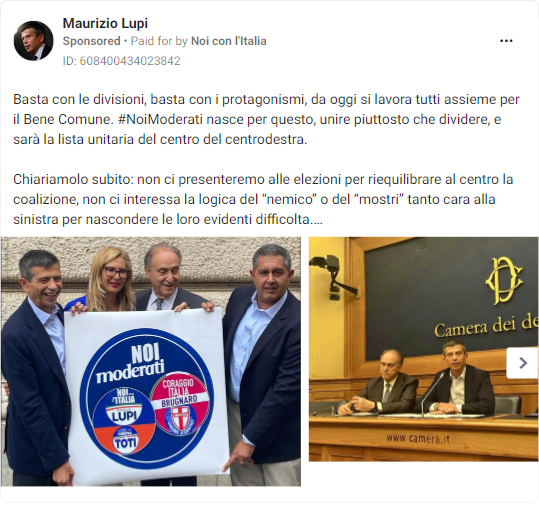 Maurizio Lupi
Sponsored • Paid for by Noi con l'Italia
ID: 608400434023842
Basta con le divisioni, basta con i protagonismi, da oggi si lavora tutti assieme per
il Bene Comune. #NoiModerati nasce per questo, unire piuttosto che dividere, e
sarà la lista unitaria del centro del centrodestra.
Chiariamolo subito: non ci presenteremo alle elezioni per riequilibrare al centro la
coalizione, non ci interessa la logica del “nemico” o del “mostri” tanto cara alla
sinistra per nascondere le loro evidenti difficolta....
NOI
moderati
NOI...
L'ITALIA
LUPI
TOTI
CORAGGIO
ITALIA
BRUGNARO
Camera dei de
www.camera.it